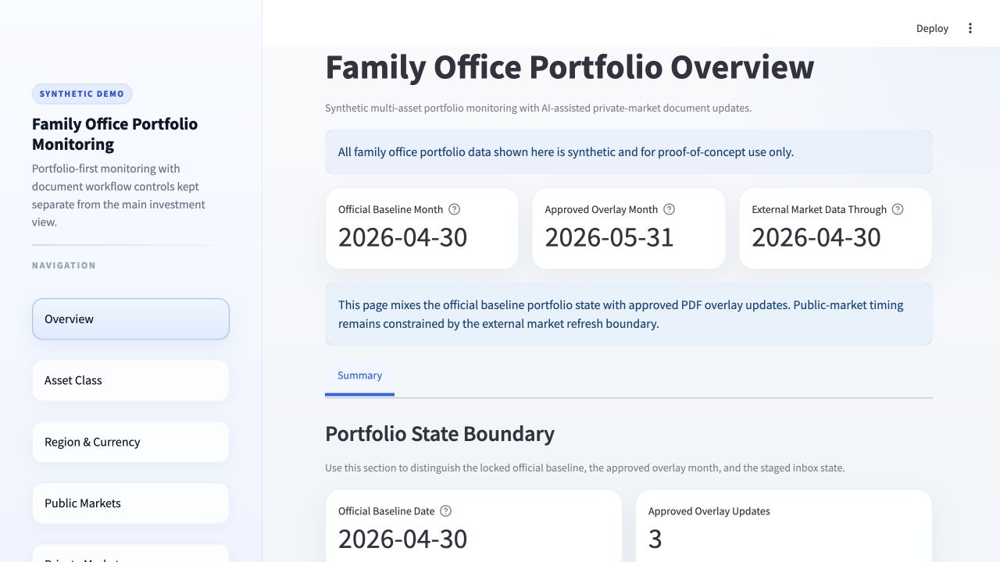 Deploy
SYNTHETIC DEMO
Family Office Portfolio
Monitoring
Portfolio-first monitoring with
document workflow controls kept
separate from the main investment
view.
NAVIGATION
Overview
Asset Class
Region & Currency
Public Markets
Family Office Portfolio Overview
Synthetic multi-asset portfolio monitoring with AI-assisted private-market document updates.
All family office portfolio data shown here is synthetic and for proof-of-concept use only.
Official Baseline Month
2026-04-30
Approved Overlay Month
2026-05-31
External Market Data Through
2026-04-30
This page mixes the official baseline portfolio state with approved PDF overlay updates. Public-market timing
remains constrained by the external market refresh boundary.
Summary
Portfolio State Boundary
Use this section to distinguish the locked official baseline, the approved overlay month, and the staged inbox state.
Official Baseline Date
2026-04-30
Approved Overlay Updates
3